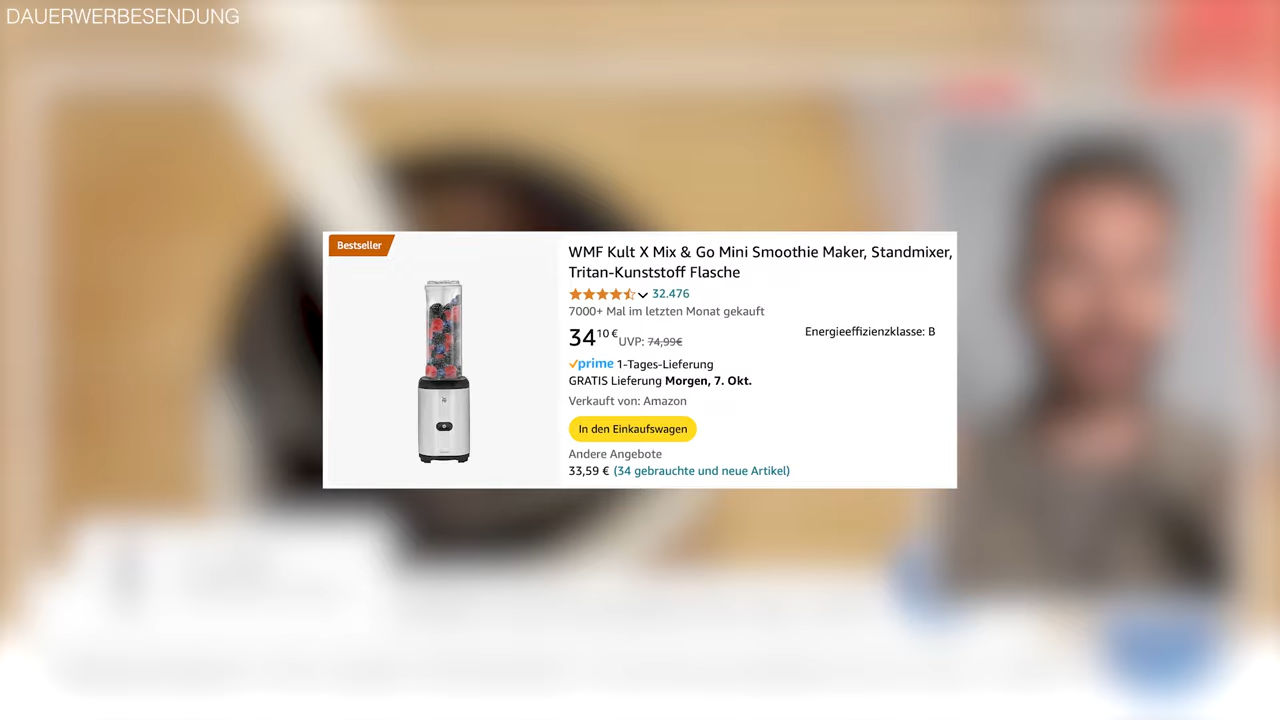 DAUERWERBESENDUNG
Bestseller
WMF Kult X Mix & Go Mini Smoothie Maker, Standmixer,
Tritan-Kunststoff Flasche
32.476
7000+ Mal im letzten Monat gekauft
34,10 € UVP: 74,99€
Energieeffizienzklasse: B
prime 1-Tages-Lieferung
GRATIS Lieferung Morgen, 7. Okt.
Verkauft von: Amazon
In den Einkaufswagen
Andere Angebote
33,59 € (34 gebrauchte und neue Artikel)